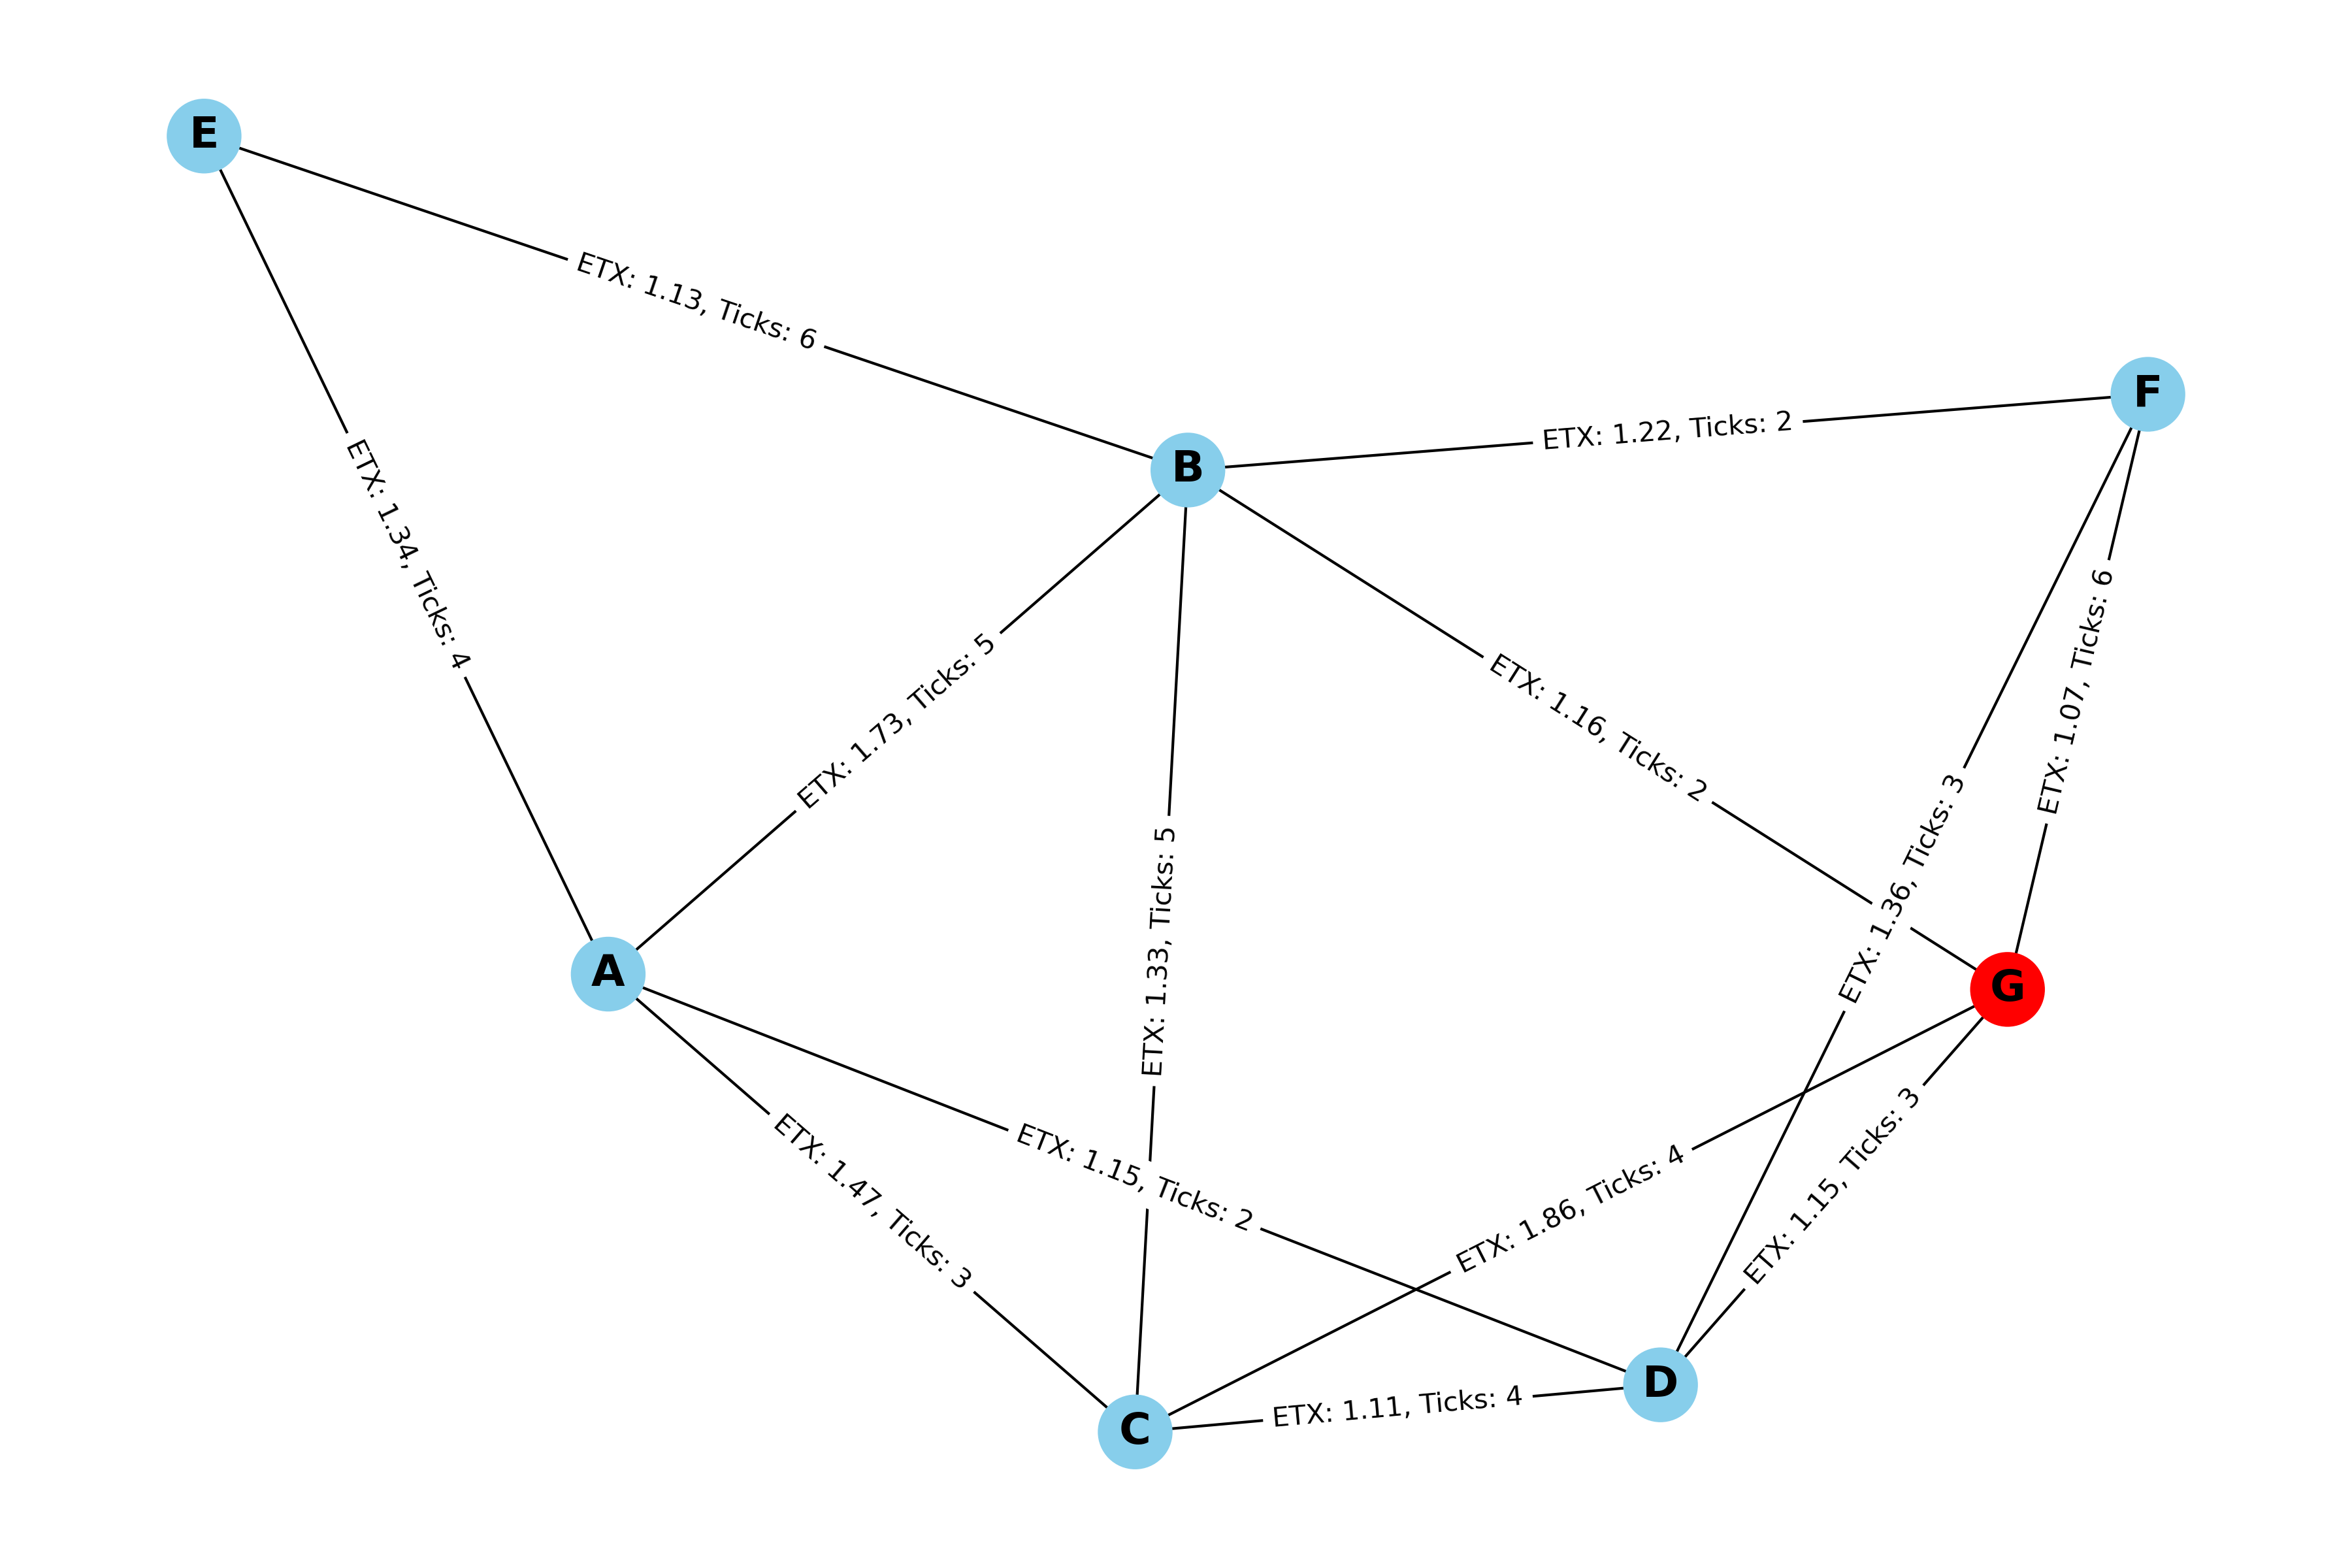 E
ETX: 1.13, Ticks: 6
F
ETX: 1.22, Ticks: 2
B
ETX: 1.34, Ticks: 4
ETX: 1.07, Ticks: 6
ETX: 1.73, Ticks: 5
ETX: 1.16, Ticks: 2
ETX: 1.36, Ticks: 3
ETX: 1.33, Ticks: 5
A
G
ETX: 1.15, Ticks: 2
ETX: 1.47, Ticks: 3
ETX: 1.86, Ticks: 4
ETX: 1.15, Ticks: 3
D
ETX: 1.11, Ticks: 4
C